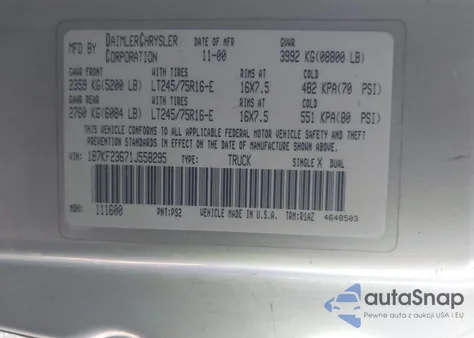 MFD BY DAIMLERCHRYSLER CORPORATION DATE OF MFR 11-00 GVWR 3992 KG(08800 LB)
GAWR FRONT WITH TIRES RIMS AT COLD
2359 KG(5200 LB) LT245/75R16-E 16X7.5 482 KPA(70 PSI)
GAWR REAR WITH TIRES RIMS AT COLD
2760 KG(6084 LB) LT245/75R16-E 16X7.5 551 KPA(80 PSI)
THIS VEHICLE CONFORMS TO ALL APPLICABLE FEDERAL MOTOR VEHICLE SAFETY AND THEFT
PREVENTION STANDARDS IN EFFECT ON THE DATE OF MANUFACTURE SHOWN ABOVE.
VIN: 1B7KF23671J558295 TYPE: TRUCK SINGLE X DUAL
MDH: 111600 PNT:PS2 VEHICLE MADE IN U.S.A. TRM:R1AZ 4648503
autoSnap
Pewne auta z aukcji USA i EU